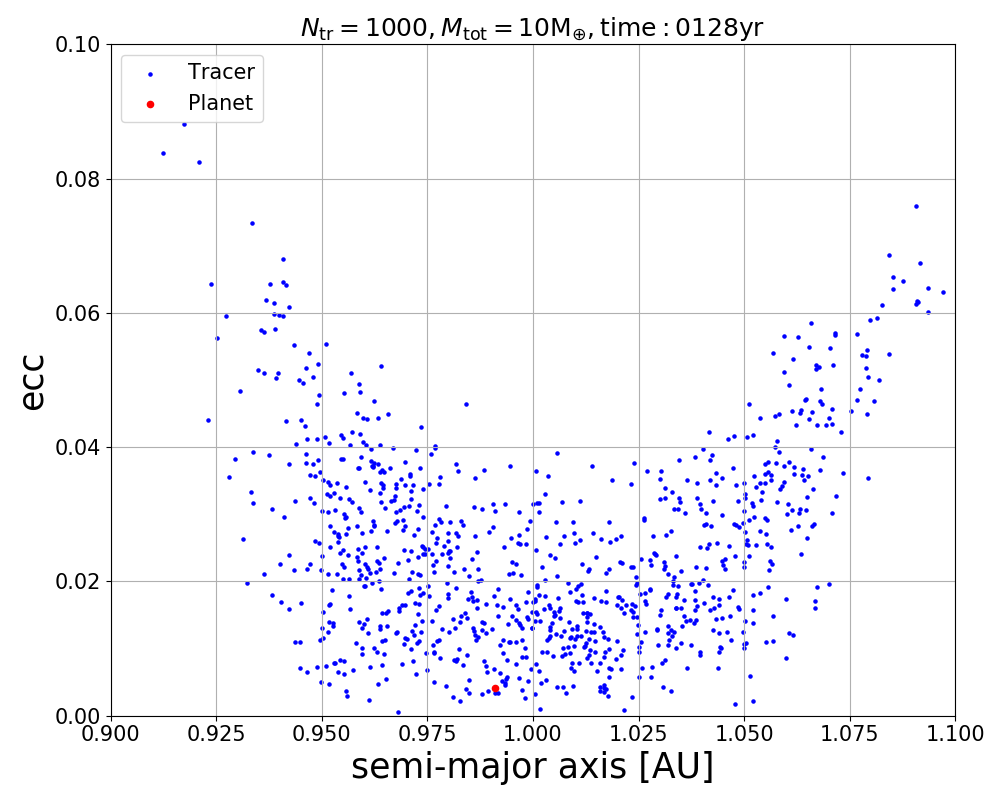 N_tr = 1000, M_tot = 10M_⊕, time : 0128yr
Tracer
Planet
0.10
0.08
0.06
0.04
0.02
0.00
ecc
0.900 0.925 0.950 0.975 1.000 1.025 1.050 1.075 1.100
semi-major axis [AU]